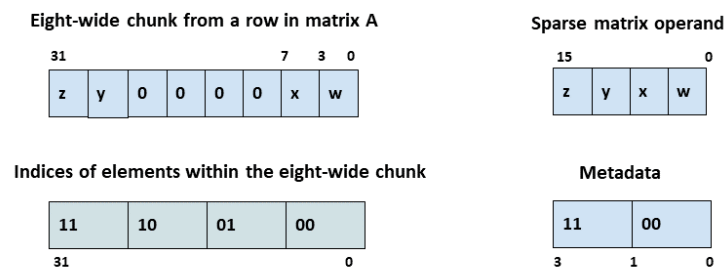 Eight-wide chunk from a row in matrix A
31 7 3 0
z y 0 0 0 0 x w
Sparse matrix operand
15 0
z y x w
Indices of elements within the eight-wide chunk
11 10 01 00
31 0
Metadata
11 00
3 1 0